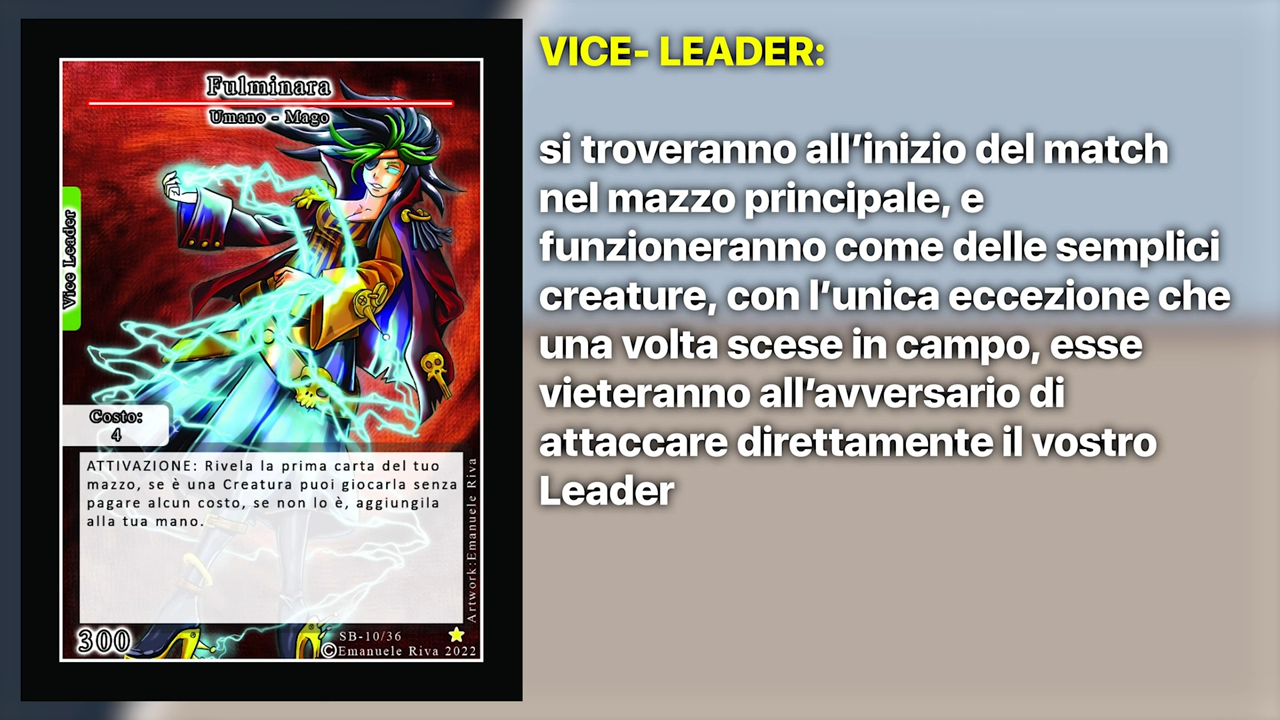 Fulminara
Umano - Mago
Vice Leader
Costo:
4
ATTIVAZIONE: Rivela la prima carta del tuo
mazzo, se è una Creatura puoi giocarla senza
pagare alcun costo, se non lo è, aggiungila
alla tua mano.
Artwork:Emanuele Riva
300
SB-10/36
©Emanuele Riva 2022
VICE- LEADER:
si troveranno all’inizio del match
nel mazzo principale, e
funzioneranno come delle semplici
creature, con l’unica eccezione che
una volta scese in campo, esse
vieteranno all’avversario di
attaccare direttamente il vostro
Leader